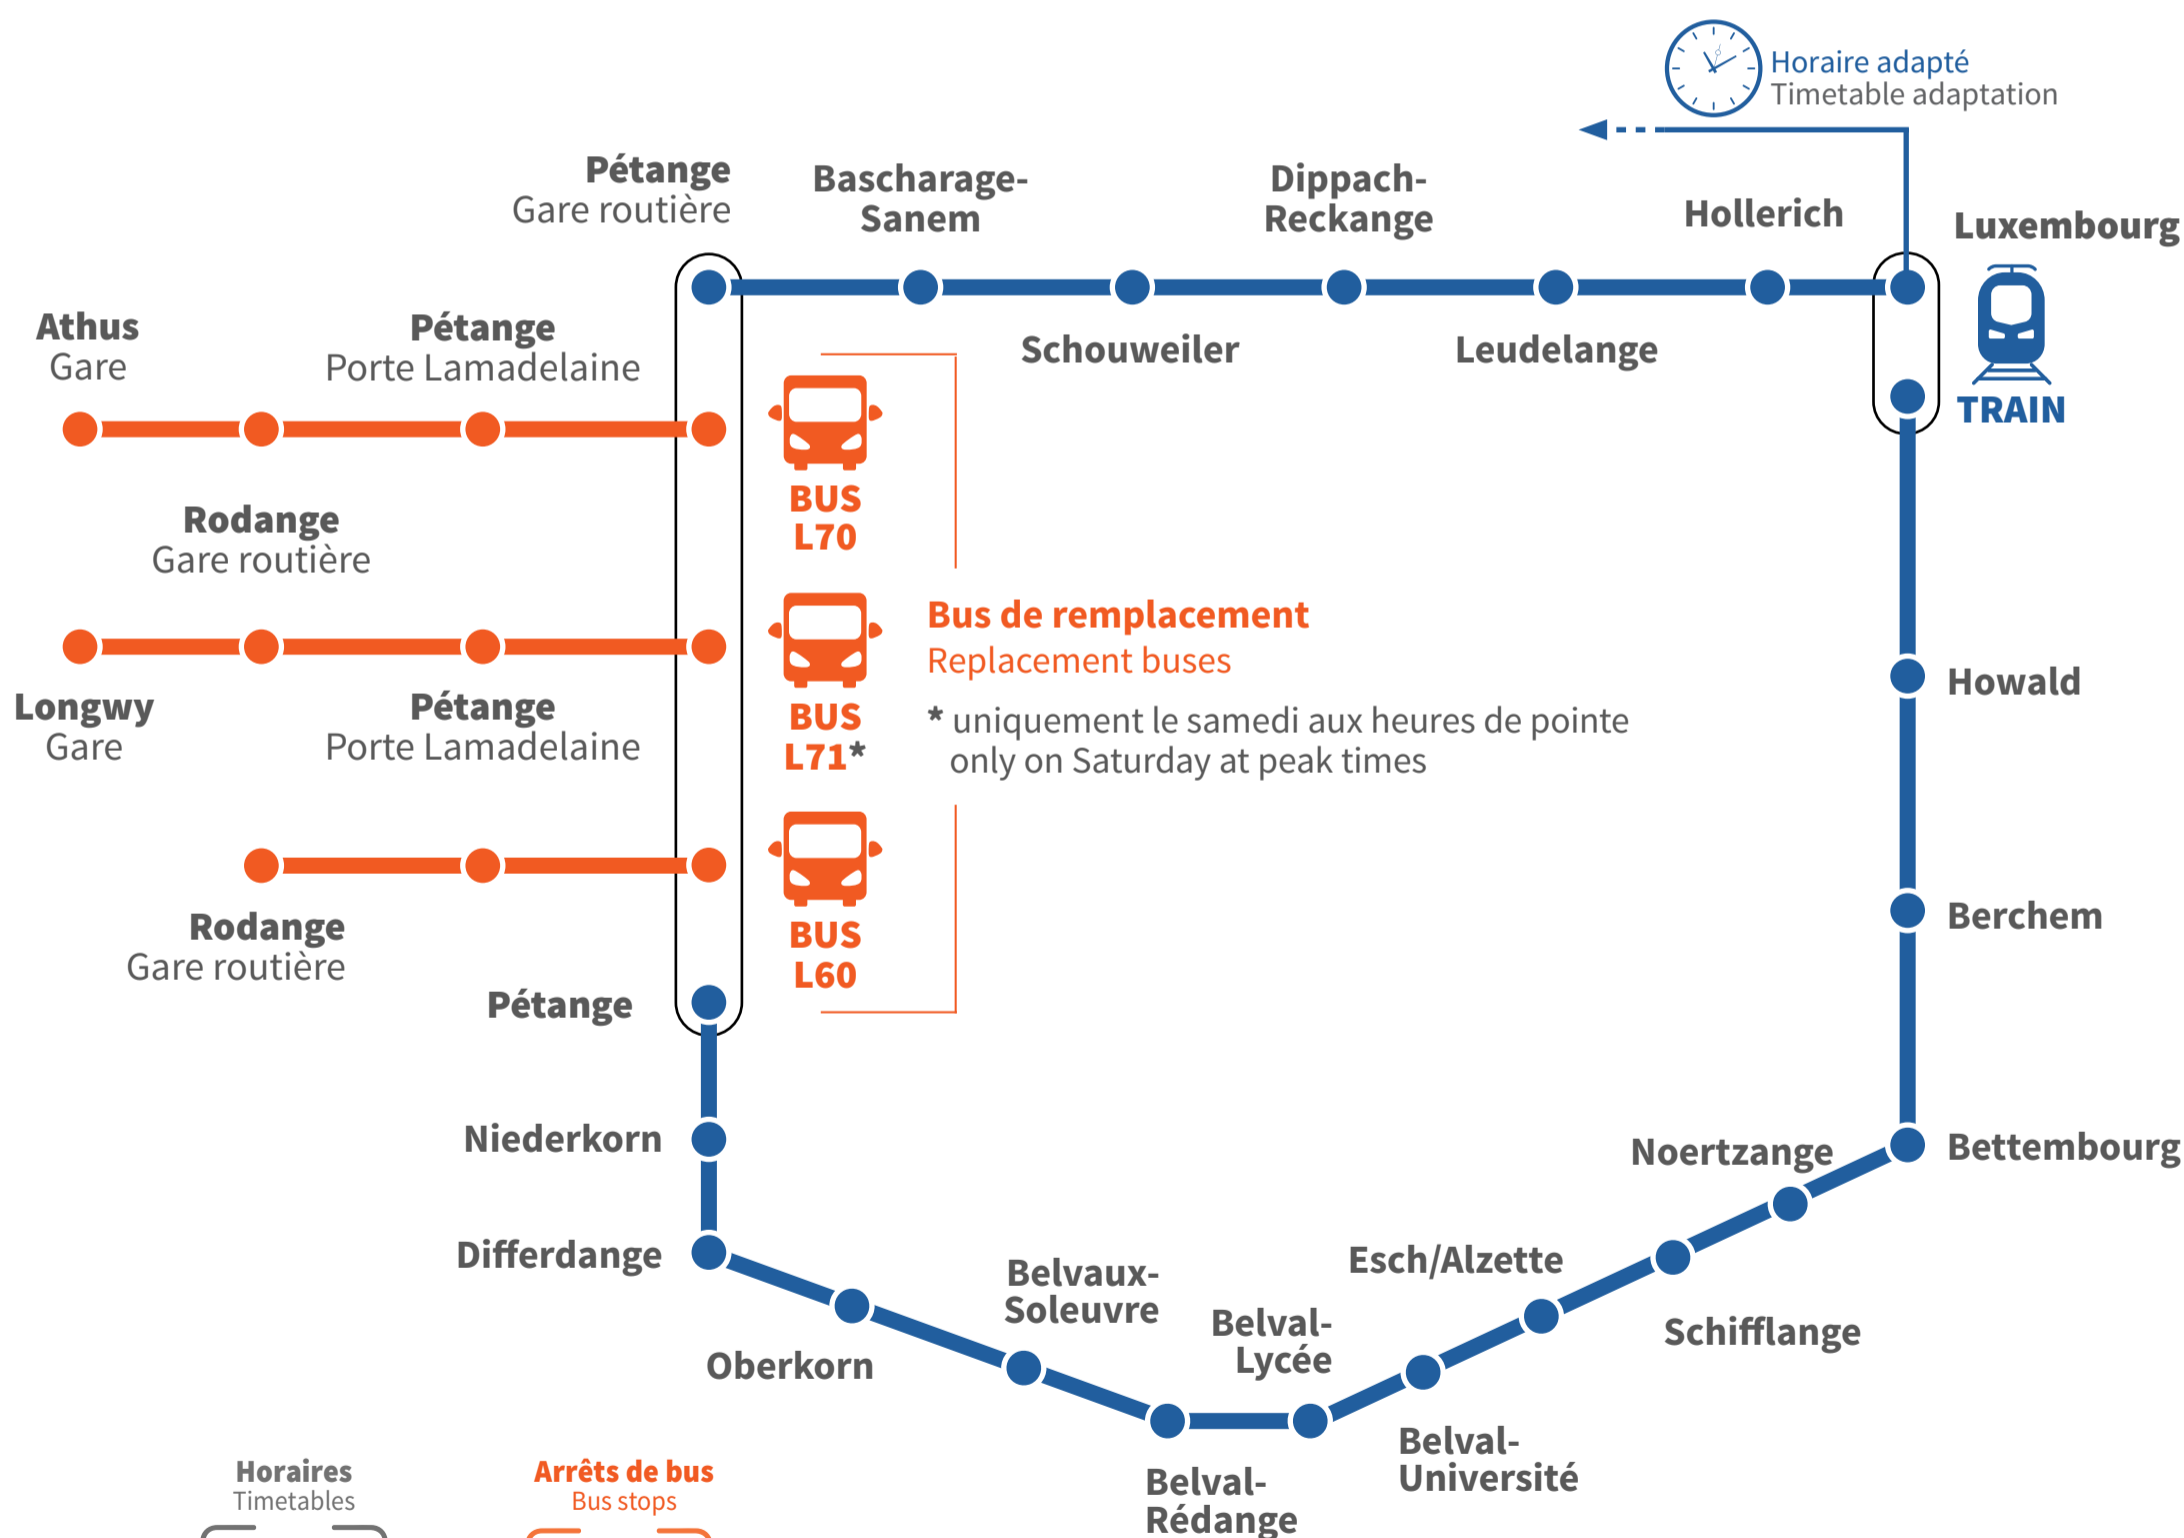 Horaire adapté
Timetable adaptation
Pétange
Gare routière
Bascharage-
Sanem
Dippach-
Reckange
Hollerich
Luxembourg
Athus
Gare
Pétange
Porte Lamadelaine
Schouweiler
Leudelange
TRAIN
BUS
L70
Rodange
Gare routière
Bus de remplacement
Replacement buses
* uniquement le samedi aux heures de pointe
only on Saturday at peak times
Howald
Longwy
Gare
Pétange
Porte Lamadelaine
BUS
L71*
Berchem
Rodange
Gare routière
BUS
L60
Pétange
Niederkorn
Noertzange
Bettembourg
Differdange
Belvaux-
Soleuvre
Esch/Alzette
Oberkorn
Belval-
Lycée
Schifflange
Belval-
Université
Belval-
Rédange
Horaires
Timetables
Arrêts de bus
Bus stops